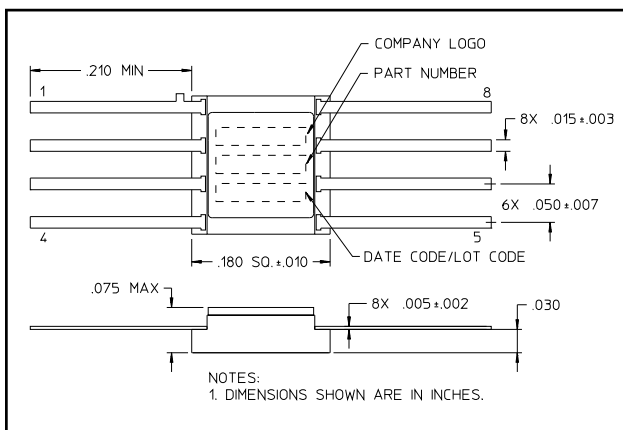 COMPANY LOGO
.210 MIN
PART NUMBER
1
8
8X .015±.003
6X .050±.007
4
5
DATE CODE/LOT CODE
.180 SQ.±.010
.075 MAX
8X .005±.002
.030
NOTES:
1. DIMENSIONS SHOWN ARE IN INCHES.